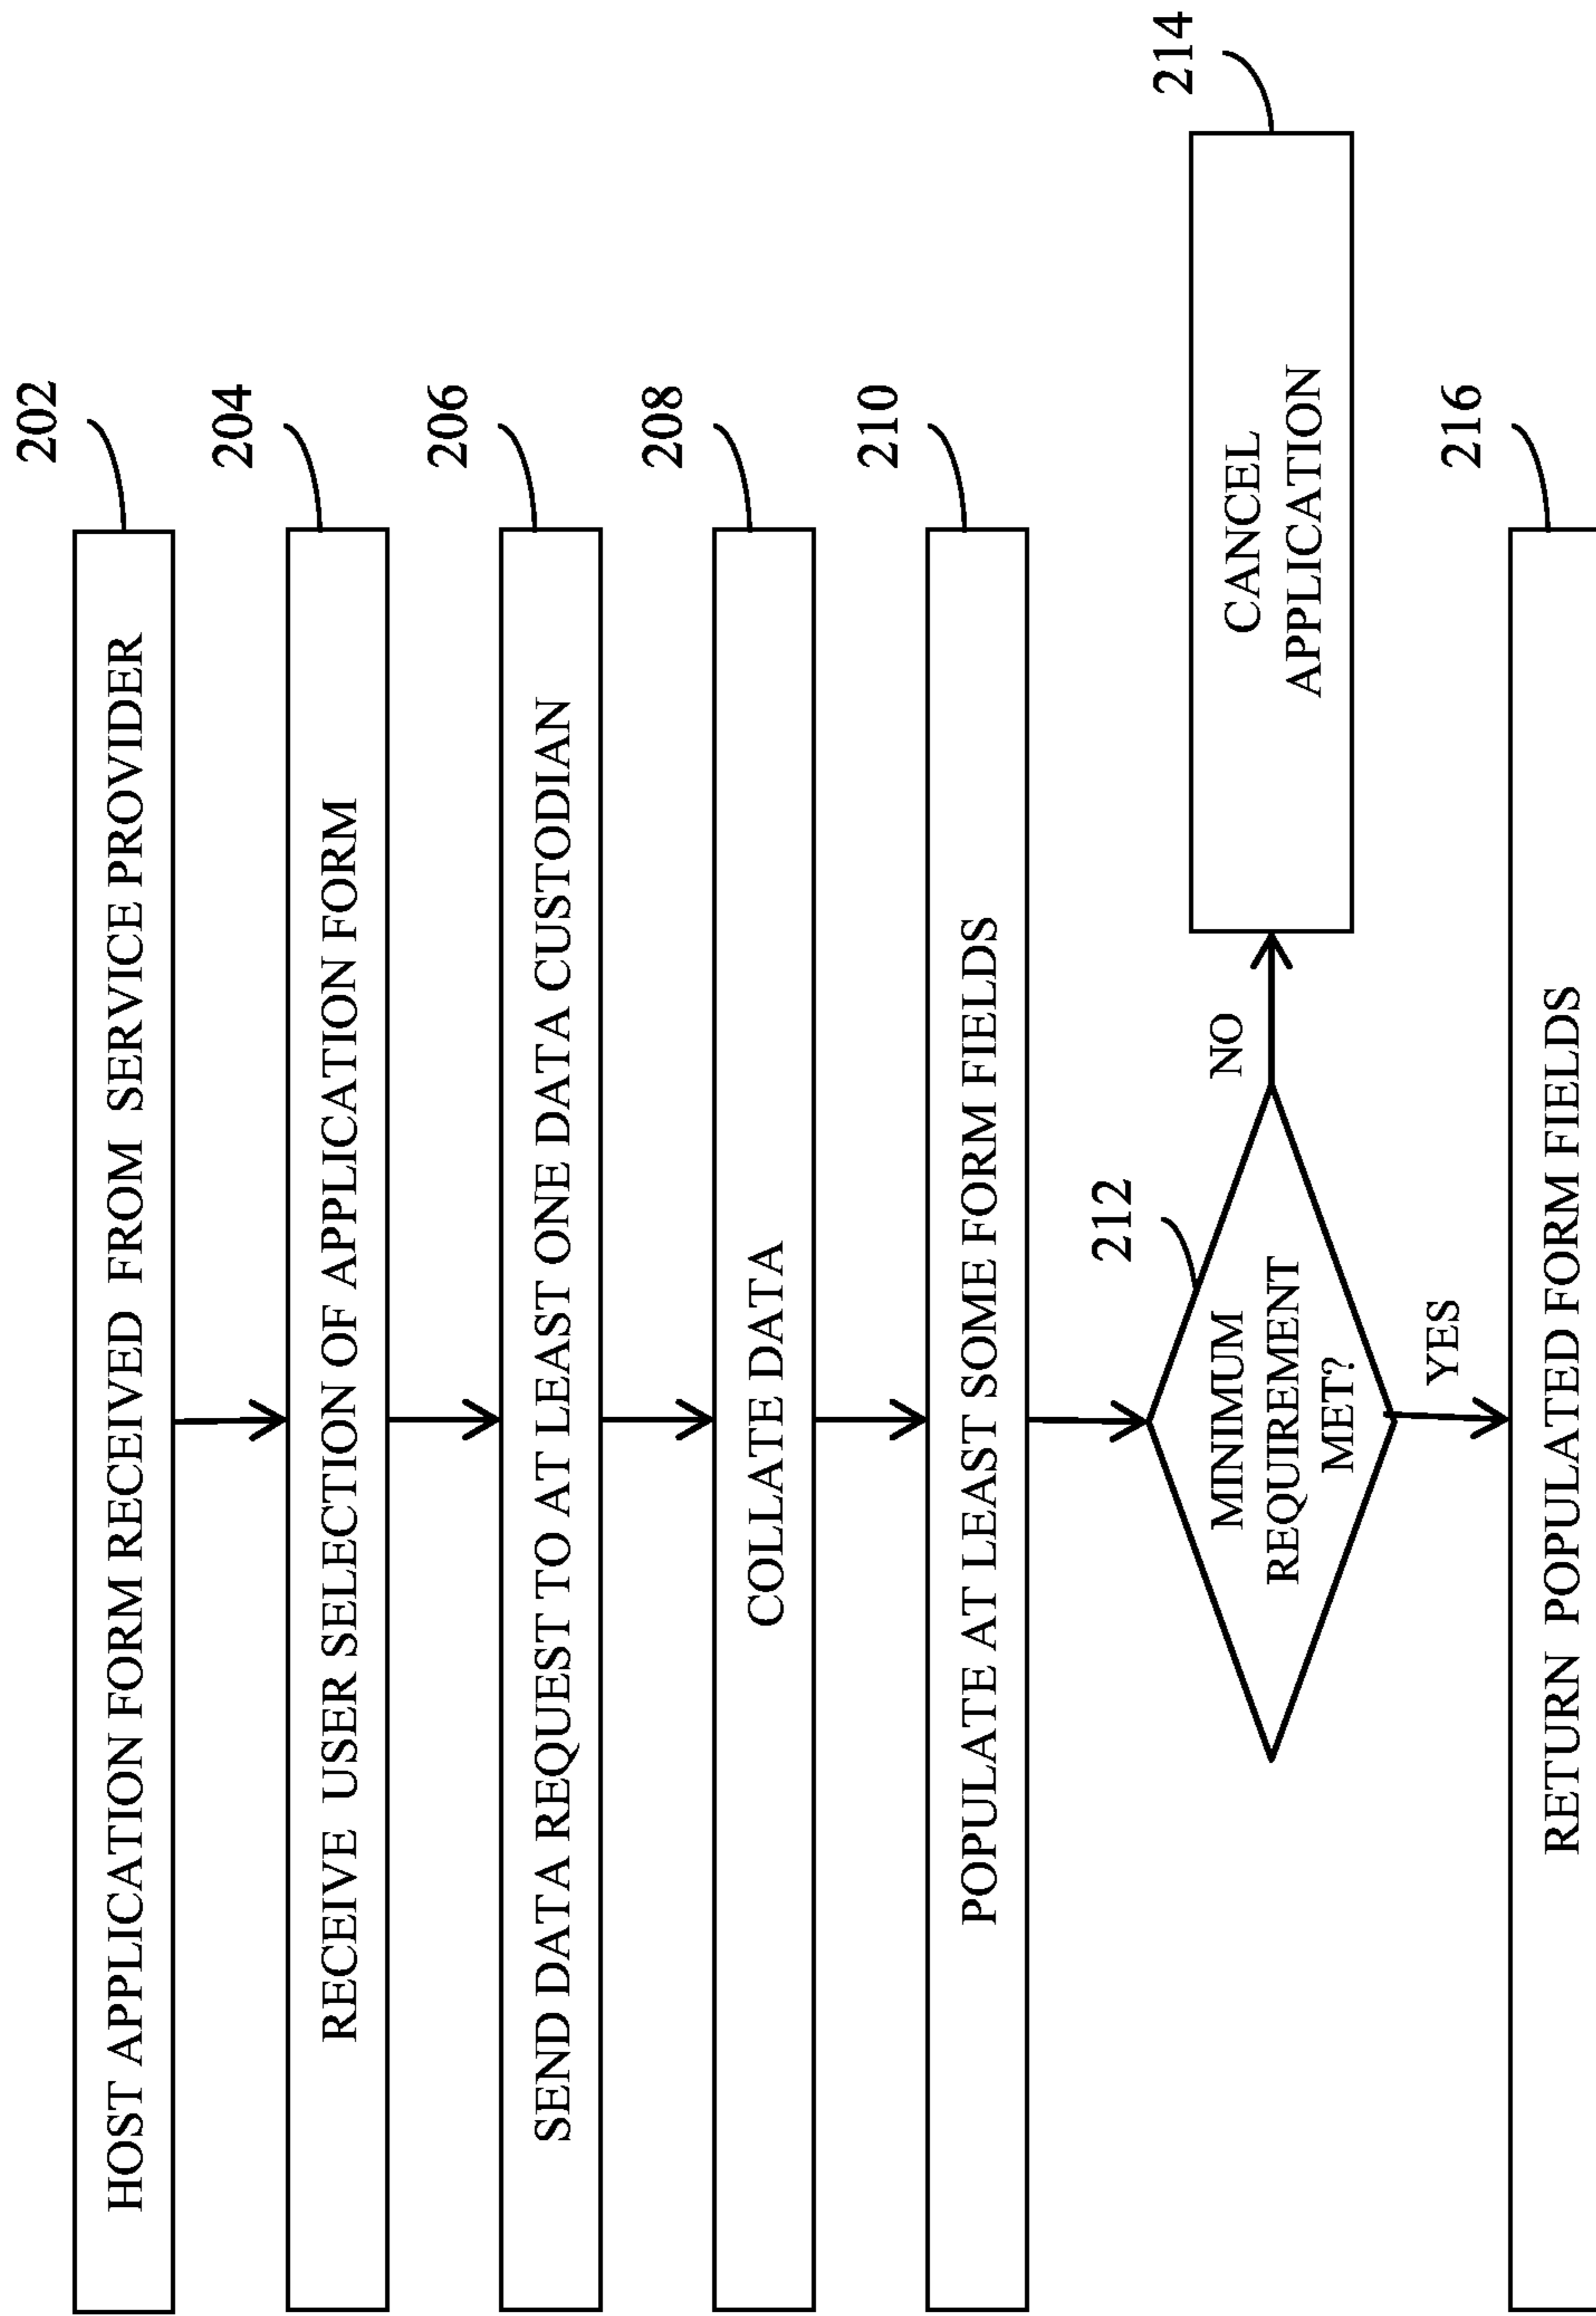 202
HOST APPLICATION FORM RECEIVED FROM SERVICE PROVIDER
204
RECEIVE USER SELECTION OF APPLICATION FORM
206
SEND DATA REQUEST TO AT LEAST ONE DATA CUSTODIAN
208
COLLATE DATA
210
POPULATE AT LEAST SOME FORM FIELDS
212
MINIMUM
REQUIREMENT
MET?
NO
214
CANCEL
APPLICATION
YES
216
RETURN POPULATED FORM FIELDS